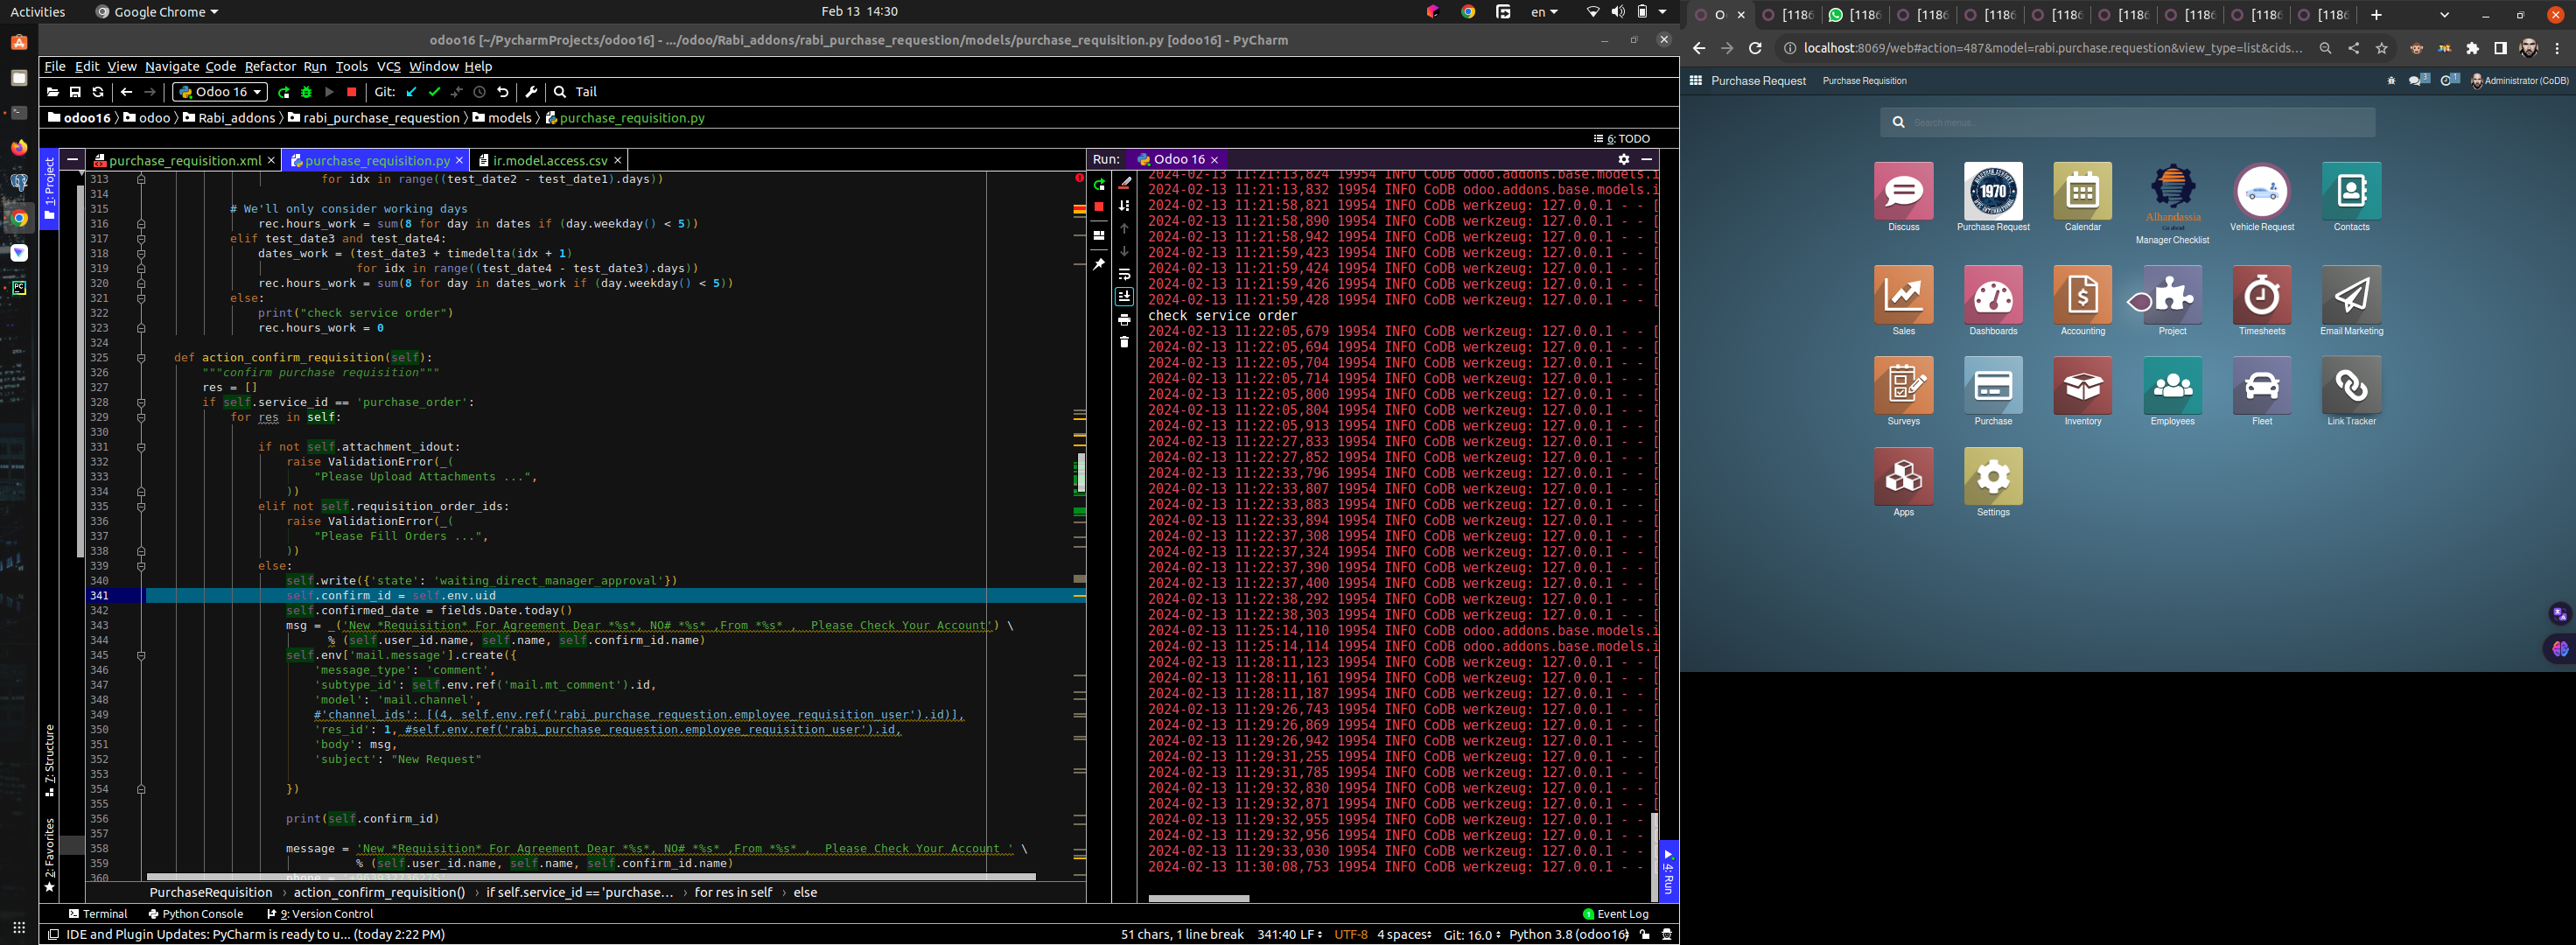 Activities
Google Chrome
Feb 13 14:30
en
odoo16 [~/PycharmProjects/odoo16] - .../odoo/Rabi_addons/rabi_purchase_requestion/models/purchase_requisition.py [odoo16] - PyCharm
File Edit View Navigate Code Refactor Run Tools VCS Window Help
Odoo 16
Git:
Tail
odoo16 odoo Rabi_addons rabi_purchase_requestion models purchase_requisition.py
6: TODO
1: Project
purchase_requisition.xml
purchase_requisition.py
ir.model.access.csv
313 for idx in range((test_date2 - test_date1).days))
314
315 # We'll only consider working days
316 rec.hours_work = sum(8 for day in dates if (day.weekday() < 5))
317 elif test_date3 and test_date4:
318 dates_work = (test_date3 + timedelta(idx + 1)
319 for idx in range((test_date4 - test_date3).days))
320 rec.hours_work = sum(8 for day in dates_work if (day.weekday() < 5))
321 else:
322 print("check service order")
323 rec.hours_work = 0
324
325 def action_confirm_requisition(self):
326 """confirm purchase requisition"""
327 res = []
328 if self.service_id == 'purchase_order':
329 for res in self:
330
331 if not self.attachment_idout:
332 raise ValidationError(_(
333 "Please Upload Attachments ...",
334 ))
335 elif not self.requisition_order_ids:
336 raise ValidationError(_(
337 "Please Fill Orders ...",
338 ))
339 else:
340 self.write({'state': 'waiting_direct_manager_approval'})
341 self.confirm_id = self.env.uid
342 self.confirmed_date = fields.Date.today()
343 msg = _('New *Requisition* For Agreement Dear *%s*, NO# *%s* ,From *%s* ,  Please Check Your Account') \
344 % (self.user_id.name, self.name, self.confirm_id.name)
345 self.env['mail.message'].create({
346 'message_type': 'comment',
347 'subtype_id': self.env.ref('mail.mt_comment').id,
348 'model': 'mail.channel',
349 #'channel_ids': [(4, self.env.ref('rabi_purchase_requestion.employee_requisition_user').id)],
350 'res_id': 1, #self.env.ref('rabi_purchase_requestion.employee_requisition_user').id,
351 'body': msg,
352 'subject': "New Request"
353
354 })
355
356 print(self.confirm_id)
357
358 message = 'New *Requisition* For Agreement Dear *%s*, NO# *%s* ,From *%s* ,  Please Check Your Account ' \
359 % (self.user_id.name, self.name, self.confirm_id.name)
360
PurchaseRequisition › action_confirm_requisition() › if self.service_id == 'purchase... › for res in self › else
7: Structure
2: Favorites
Run: Odoo 16
2024-02-13 11:21:13,824 19954 INFO CoDB odoo.addons.base.models.i
2024-02-13 11:21:13,832 19954 INFO CoDB odoo.addons.base.models.i
2024-02-13 11:21:58,821 19954 INFO CoDB werkzeug: 127.0.0.1 - - [
2024-02-13 11:21:58,890 19954 INFO CoDB werkzeug: 127.0.0.1 - - [
2024-02-13 11:21:58,942 19954 INFO CoDB werkzeug: 127.0.0.1 - - [
2024-02-13 11:21:59,423 19954 INFO CoDB werkzeug: 127.0.0.1 - - [
2024-02-13 11:21:59,424 19954 INFO CoDB werkzeug: 127.0.0.1 - - [
2024-02-13 11:21:59,426 19954 INFO CoDB werkzeug: 127.0.0.1 - - [
2024-02-13 11:21:59,428 19954 INFO CoDB werkzeug: 127.0.0.1 - - [
check service order
2024-02-13 11:22:05,679 19954 INFO CoDB werkzeug: 127.0.0.1 - - [
2024-02-13 11:22:05,694 19954 INFO CoDB werkzeug: 127.0.0.1 - - [
2024-02-13 11:22:05,704 19954 INFO CoDB werkzeug: 127.0.0.1 - - [
2024-02-13 11:22:05,714 19954 INFO CoDB werkzeug: 127.0.0.1 - - [
2024-02-13 11:22:05,800 19954 INFO CoDB werkzeug: 127.0.0.1 - - [
2024-02-13 11:22:05,804 19954 INFO CoDB werkzeug: 127.0.0.1 - - [
2024-02-13 11:22:05,913 19954 INFO CoDB werkzeug: 127.0.0.1 - - [
2024-02-13 11:22:27,833 19954 INFO CoDB werkzeug: 127.0.0.1 - - [
2024-02-13 11:22:27,852 19954 INFO CoDB werkzeug: 127.0.0.1 - - [
2024-02-13 11:22:33,796 19954 INFO CoDB werkzeug: 127.0.0.1 - - [
2024-02-13 11:22:33,807 19954 INFO CoDB werkzeug: 127.0.0.1 - - [
2024-02-13 11:22:33,883 19954 INFO CoDB werkzeug: 127.0.0.1 - - [
2024-02-13 11:22:33,894 19954 INFO CoDB werkzeug: 127.0.0.1 - - [
2024-02-13 11:22:37,308 19954 INFO CoDB werkzeug: 127.0.0.1 - - [
2024-02-13 11:22:37,324 19954 INFO CoDB werkzeug: 127.0.0.1 - - [
2024-02-13 11:22:37,390 19954 INFO CoDB werkzeug: 127.0.0.1 - - [
2024-02-13 11:22:37,400 19954 INFO CoDB werkzeug: 127.0.0.1 - - [
2024-02-13 11:22:38,292 19954 INFO CoDB werkzeug: 127.0.0.1 - - [
2024-02-13 11:22:38,303 19954 INFO CoDB werkzeug: 127.0.0.1 - - [
2024-02-13 11:25:14,110 19954 INFO CoDB odoo.addons.base.models.i
2024-02-13 11:25:14,114 19954 INFO CoDB odoo.addons.base.models.i
2024-02-13 11:28:11,123 19954 INFO CoDB werkzeug: 127.0.0.1 - - [
2024-02-13 11:28:11,161 19954 INFO CoDB werkzeug: 127.0.0.1 - - [
2024-02-13 11:28:11,187 19954 INFO CoDB werkzeug: 127.0.0.1 - - [
2024-02-13 11:29:26,743 19954 INFO CoDB werkzeug: 127.0.0.1 - - [
2024-02-13 11:29:26,869 19954 INFO CoDB werkzeug: 127.0.0.1 - - [
2024-02-13 11:29:26,942 19954 INFO CoDB werkzeug: 127.0.0.1 - - [
2024-02-13 11:29:31,255 19954 INFO CoDB werkzeug: 127.0.0.1 - - [
2024-02-13 11:29:31,785 19954 INFO CoDB werkzeug: 127.0.0.1 - - [
2024-02-13 11:29:32,830 19954 INFO CoDB werkzeug: 127.0.0.1 - - [
2024-02-13 11:29:32,871 19954 INFO CoDB werkzeug: 127.0.0.1 - - [
2024-02-13 11:29:32,955 19954 INFO CoDB werkzeug: 127.0.0.1 - - [
2024-02-13 11:29:32,956 19954 INFO CoDB werkzeug: 127.0.0.1 - - [
2024-02-13 11:29:33,030 19954 INFO CoDB werkzeug: 127.0.0.1 - - [
2024-02-13 11:30:08,753 19954 INFO CoDB werkzeug: 127.0.0.1 - - [
4: Run
Terminal
Python Console
9: Version Control
1 Event Log
IDE and Plugin Updates: PyCharm is ready to u... (today 2:22 PM)
51 chars, 1 line break 341:40 LF UTF-8 4 spaces Git: 16.0 Python 3.8 (odoo16)
O [1186 [1186 [1186 [1186 [1186 [1186 [1186 [1186 [1186
localhost:8069/web#action=487&model=rabi.purchase.requestion&view_type=list&cids...
Purchase Request
Purchase Requisition
3
1
Administrator (CoDB)
Search menus...
1970
Alhandassia
Discuss
Purchase Request
Calendar
Manager Checklist
Vehicle Request
Contacts
Sales
Dashboards
Accounting
Project
Timesheets
Email Marketing
Surveys
Purchase
Inventory
Employees
Fleet
Link Tracker
Apps
Settings